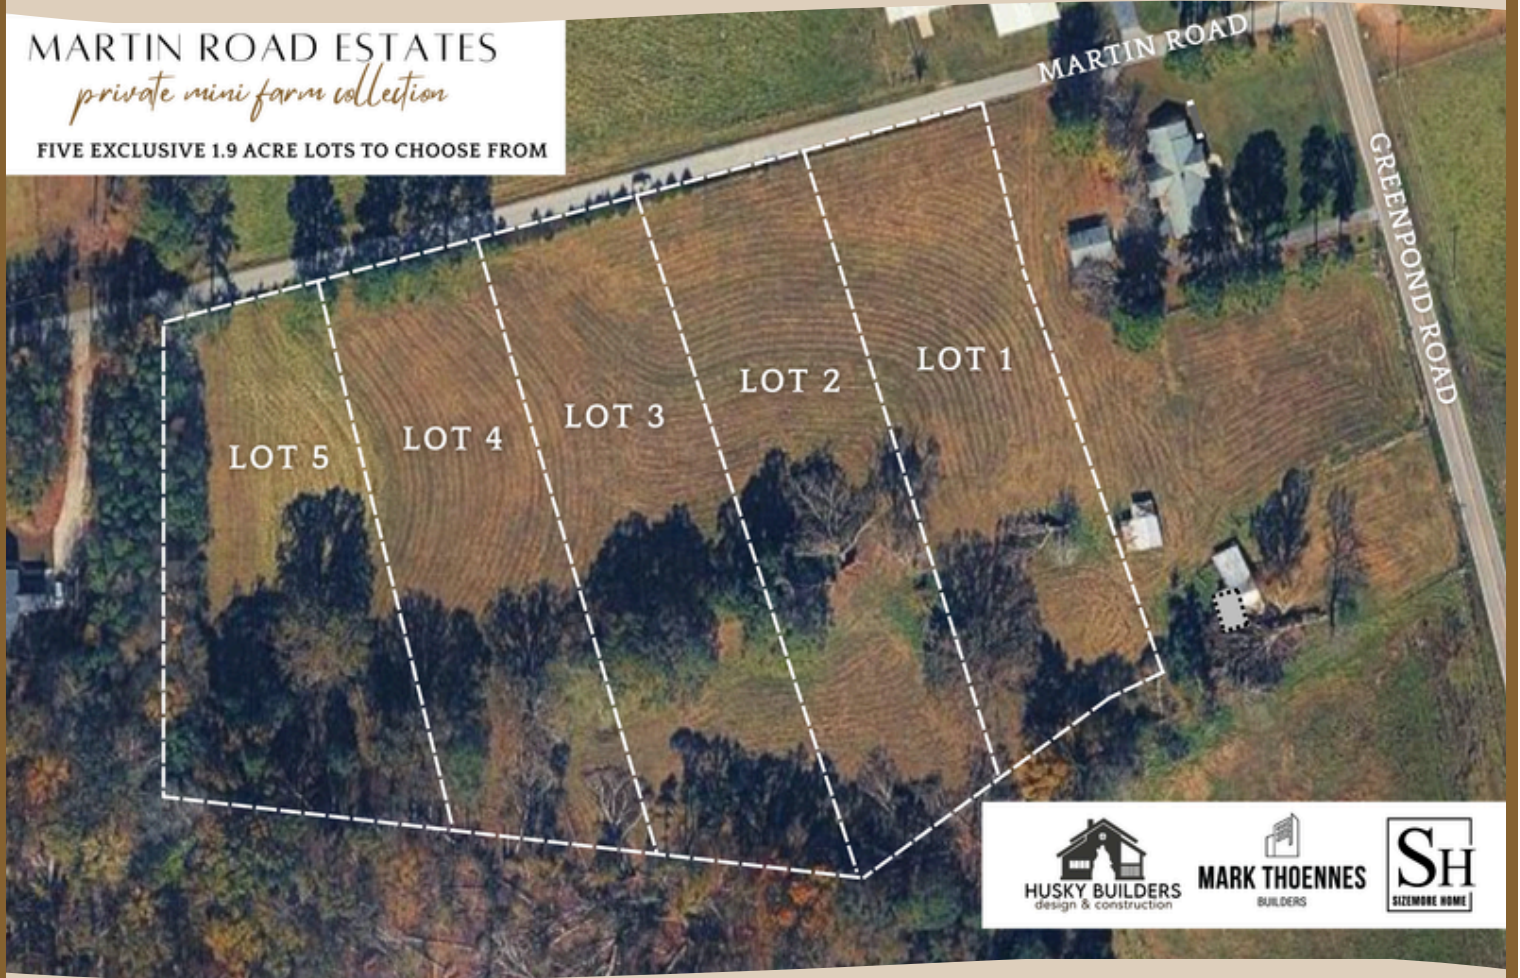 MARTIN ROAD ESTATES
private mini farm collection
FIVE EXCLUSIVE 1.9 ACRE LOTS TO CHOOSE FROM
MARTIN ROAD
GREENPOND ROAD
LOT 1
LOT 2
LOT 3
LOT 4
LOT 5
HUSKY BUILDERS
design & construction
MARK THOENNES
BUILDERS
SH
SIZEMORE HOME